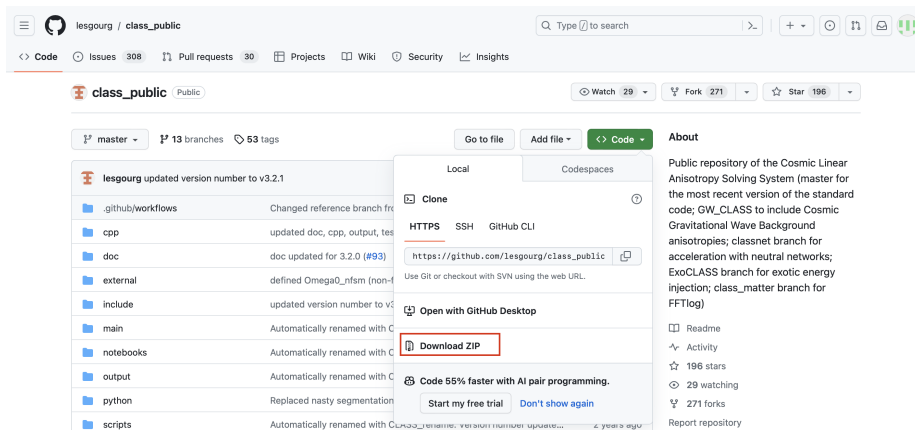 lesgourg / class_public
Type / to search
<> Code
Issues 308
Pull requests 30
Projects
Wiki
Security
Insights
class_public Public
Watch 29
Fork 271
Star 196
master
13 branches
53 tags
Go to file
Add file
<> Code
About
Public repository of the Cosmic Linear
Anisotropy Solving System (master for
the most recent version of the standard
code; GW_CLASS to include Cosmic
Gravitational Wave Background
anisotropies; classnet branch for
acceleration with neutral networks;
ExoCLASS branch for exotic energy
injection; class_matter branch for
FFTlog)
Readme
Activity
196 stars
29 watching
271 forks
Report repository
lesgourg updated version number to v3.2.1
.github/workflows Changed reference branch fro
cpp updated doc, cpp, output, tes
doc doc updated for 3.2.0 (#93)
external defined Omega0_nfsm (non-f
include updated version number to v3
main Automatically renamed with C
notebooks Automatically renamed with C
output Automatically renamed with C
python Replaced nasty segmentation
scripts Automatically renamed with CLASS_rename. Version number update... 2 years ago
Local
Codespaces
Clone
HTTPS SSH GitHub CLI
https://github.com/lesgourg/class_public
Use Git or checkout with SVN using the web URL.
Open with GitHub Desktop
Download ZIP
Code 55% faster with AI pair programming.
Start my free trial Don't show again